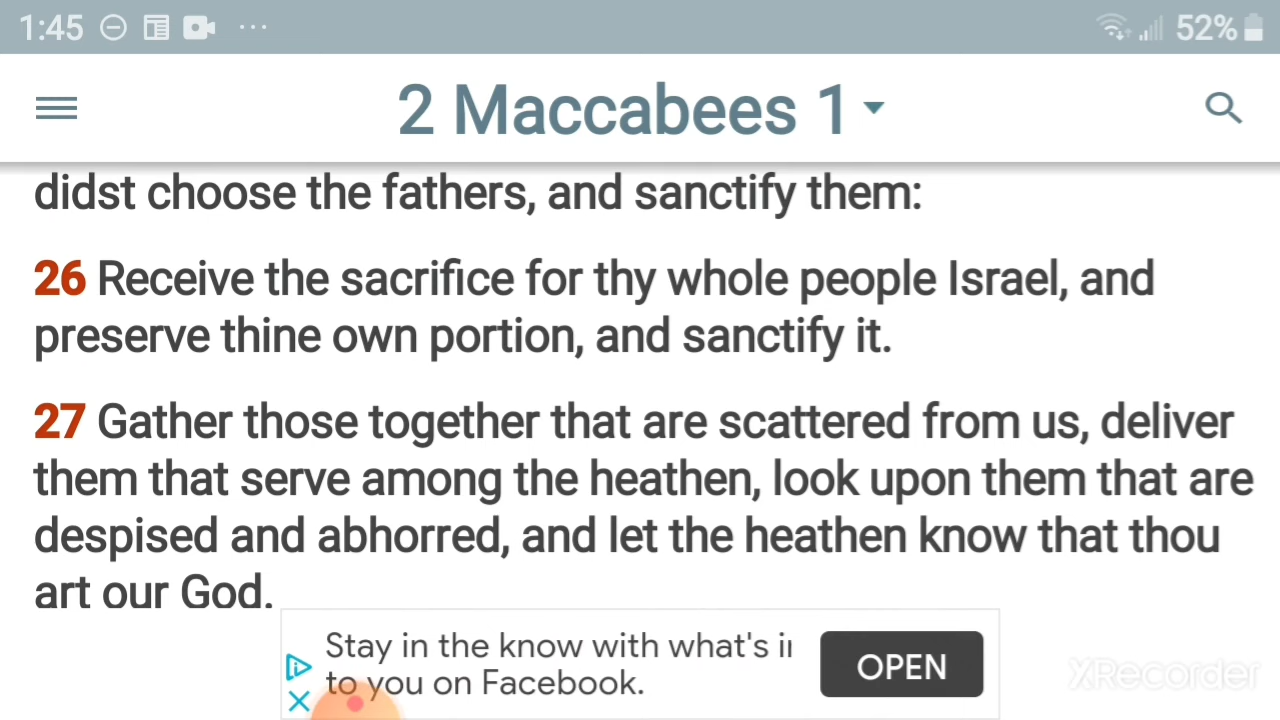 1:45 52%
2 Maccabees 1
didst choose the fathers, and sanctify them:
26 Receive the sacrifice for thy whole people Israel, and
preserve thine own portion, and sanctify it.
27 Gather those together that are scattered from us, deliver
them that serve among the heathen, look upon them that are
despised and abhorred, and let the heathen know that thou
art our God.
Stay in the know with what's
to you on Facebook.
OPEN
XRecorder